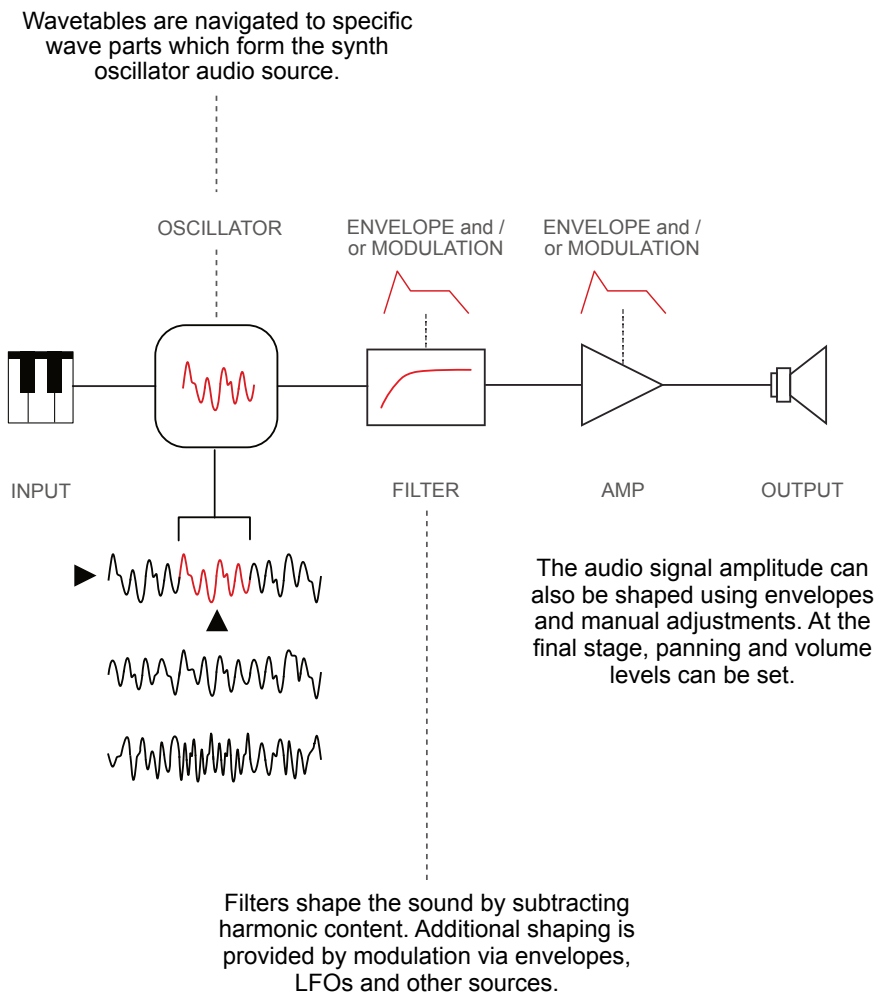 Wavetables are navigated to specific
wave parts which form the synth
oscillator audio source.
OSCILLATOR
ENVELOPE and /
or MODULATION
ENVELOPE and /
or MODULATION
INPUT
FILTER
AMP
OUTPUT
The audio signal amplitude can
also be shaped using envelopes
and manual adjustments. At the
final stage, panning and volume
levels can be set.
Filters shape the sound by subtracting
harmonic content. Additional shaping is
provided by modulation via envelopes,
LFOs and other sources.